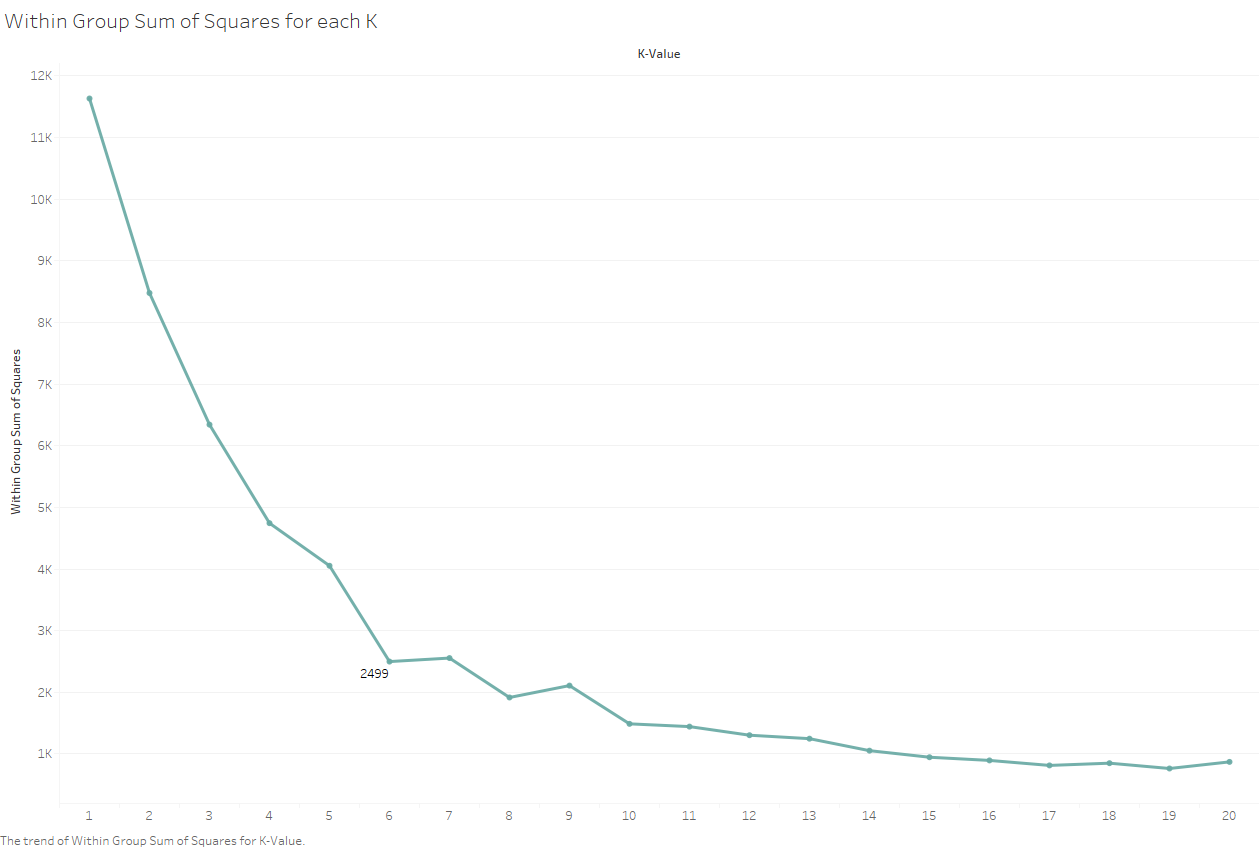 Within Group Sum of Squares for each K
K-Value
12K
11K
10K
9K
8K
7K
6K
5K
4K
3K
2K
1K
Within Group Sum of Squares
2499
1 2 3 4 5 6 7 8 9 10 11 12 13 14 15 16 17 18 19 20
The trend of Within Group Sum of Squares for K-Value.